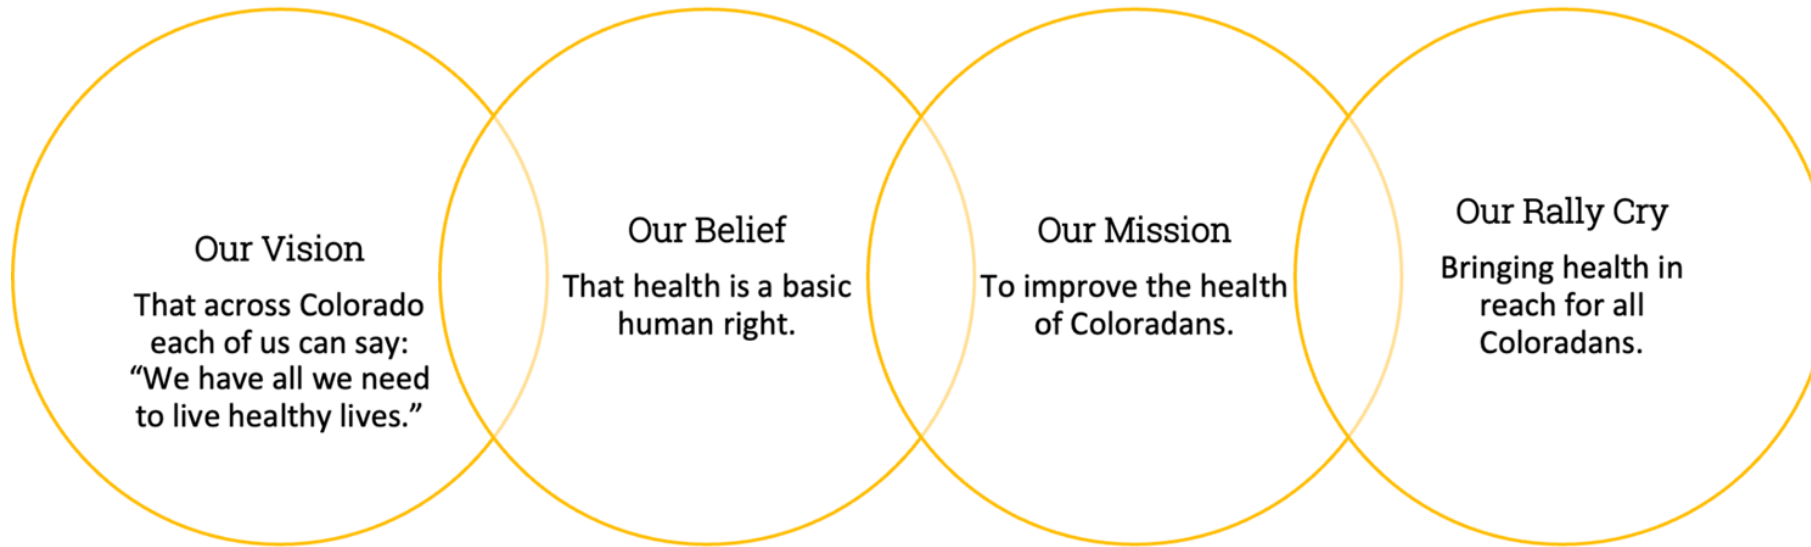 Our Vision
That across Colorado
each of us can say:
“We have all we need
to live healthy lives.”
Our Belief
That health is a basic
human right.
Our Mission
To improve the health
of Coloradans.
Our Rally Cry
Bringing health in
reach for all
Coloradans.